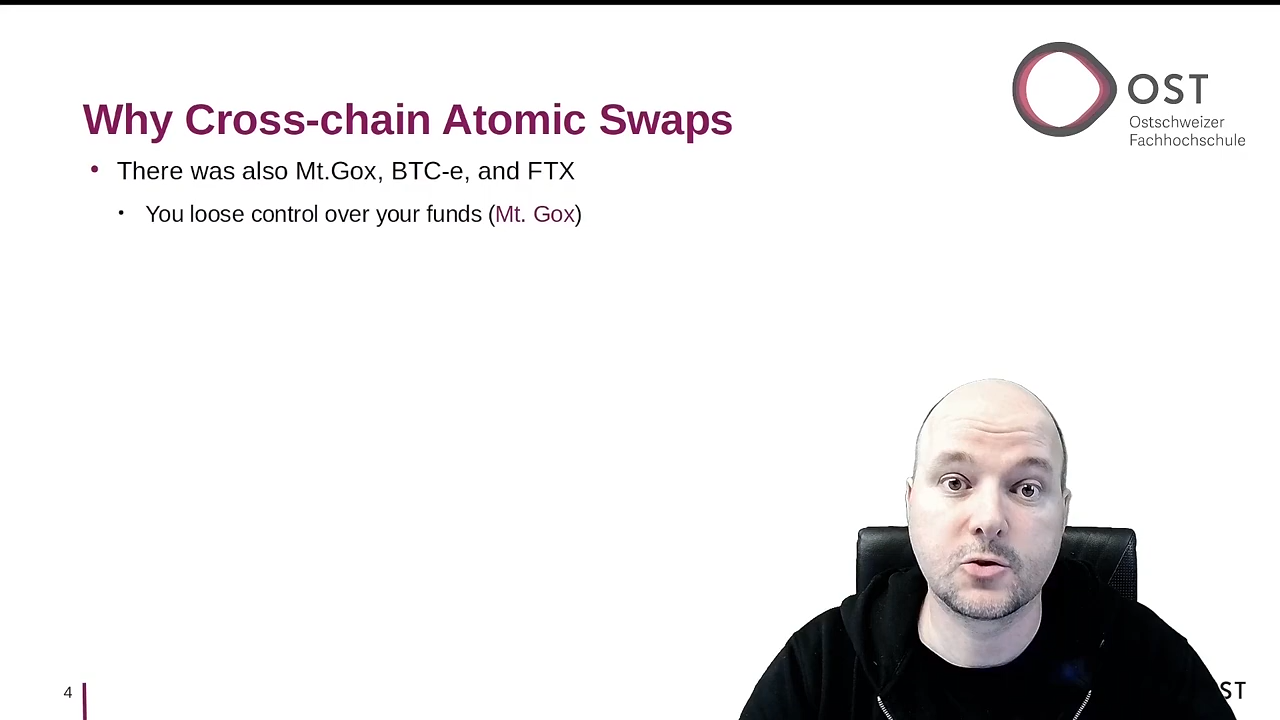 OST
Ostschweizer
Fachhochschule
Why Cross-chain Atomic Swaps
• There was also Mt.Gox, BTC-e, and FTX
• You loose control over your funds (Mt. Gox)
4
ST